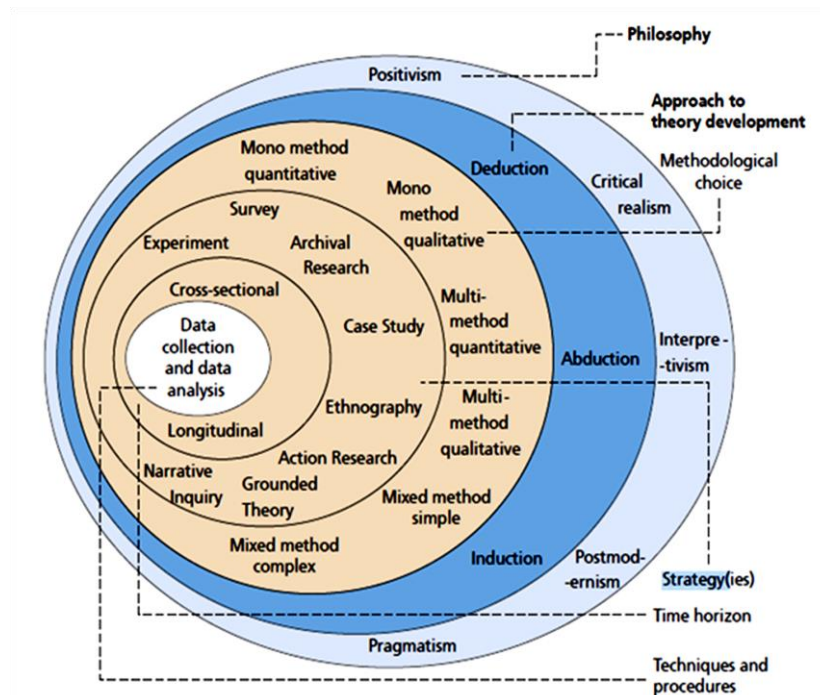 Philosophy
Positivism
Approach to
theory development
Mono method
quantitative
Deduction
Methodological
choice
Critical
realism
Mono
method
qualitative
Survey
Experiment
Archival
Research
Cross-sectional
Multi-
method
quantitative
Data
collection
and data
analysis
Case Study
Interpre -
-tivism
Abduction
Ethnography
Multi-
method
qualitative
Longitudinal
Action Research
Narrative
Inquiry
Grounded
Theory
Mixed method
simple
Mixed method
complex
Induction
Postmod-
-ernism
Strategy(ies)
Time horizon
Pragmatism
Techniques and
procedures